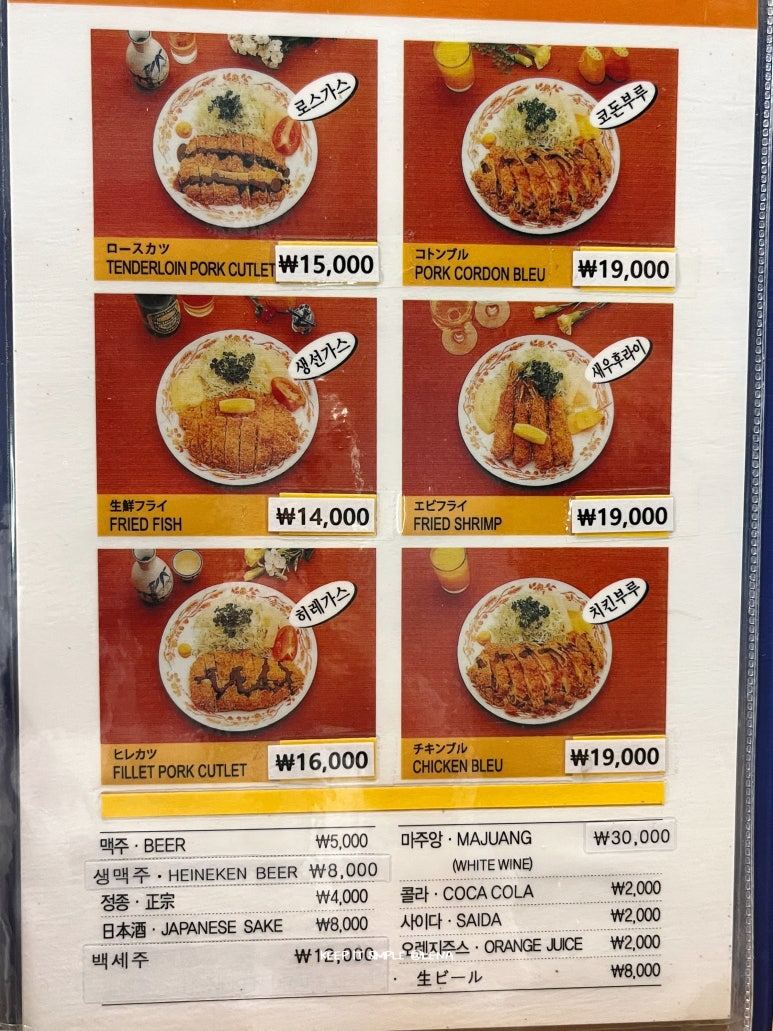 로스가스
ロースカツ
TENDERLOIN PORK CUTLET
₩15,000
코돈부루
コトンブル
PORK CORDON BLEU
₩19,000
생선가스
生鮮フライ
FRIED FISH
₩14,000
새우후라이
エビフライ
FRIED SHRIMP
₩19,000
히레가스
ヒレカツ
FILLET PORK CUTLET
₩16,000
치킨부루
チキンブル
CHICKEN BLEU
₩19,000
맥주 · BEER ₩5,000
생맥주 · HEINEKEN BEER ₩8,000
정종 · 正宗 ₩4,000
日本酒 · JAPANESE SAKE ₩8,000
백세주 ₩12,000
마주앙 · MAJUANG ₩30,000
(WHITE WINE)
콜라 · COCA COLA ₩2,000
사이다 · SAIDA ₩2,000
오렌지쥬스 · ORANGE JUICE ₩2,000
· 生ビール ₩8,000